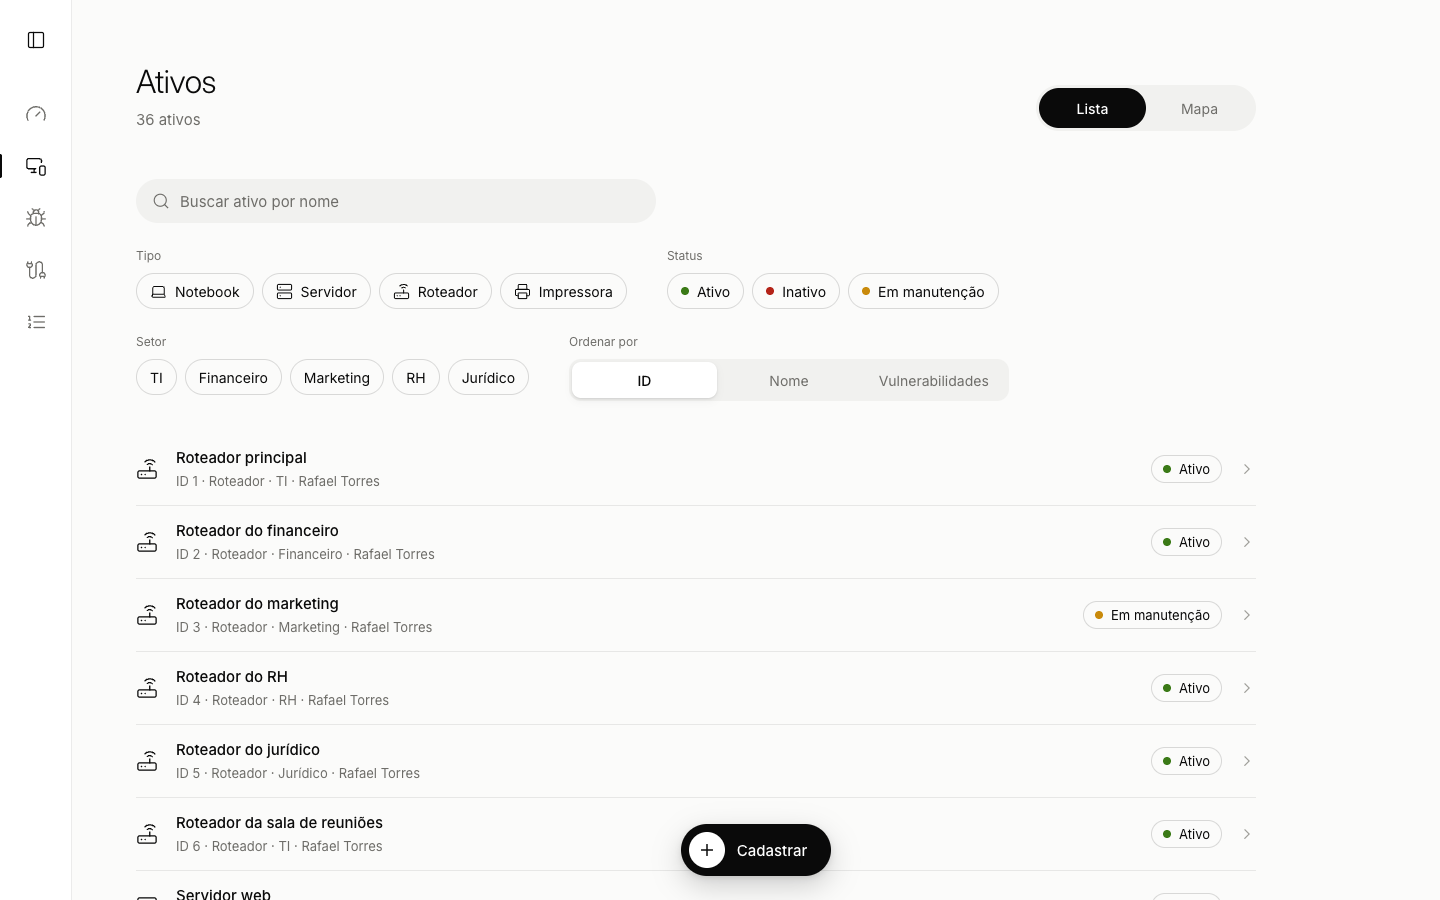 Ativos
36 ativos
Lista
Mapa
Buscar ativo por nome
Tipo
Notebook
Servidor
Roteador
Impressora
Status
Ativo
Inativo
Em manutenção
Setor
TI
Financeiro
Marketing
RH
Jurídico
Ordenar por
ID
Nome
Vulnerabilidades
Roteador principal
ID 1 · Roteador · TI · Rafael Torres
Ativo
Roteador do financeiro
ID 2 · Roteador · Financeiro · Rafael Torres
Ativo
Roteador do marketing
ID 3 · Roteador · Marketing · Rafael Torres
Em manutenção
Roteador do RH
ID 4 · Roteador · RH · Rafael Torres
Ativo
Roteador do jurídico
ID 5 · Roteador · Jurídico · Rafael Torres
Ativo
Roteador da sala de reuniões
ID 6 · Roteador · TI · Rafael Torres
Ativo
Cadastrar
Servidor web